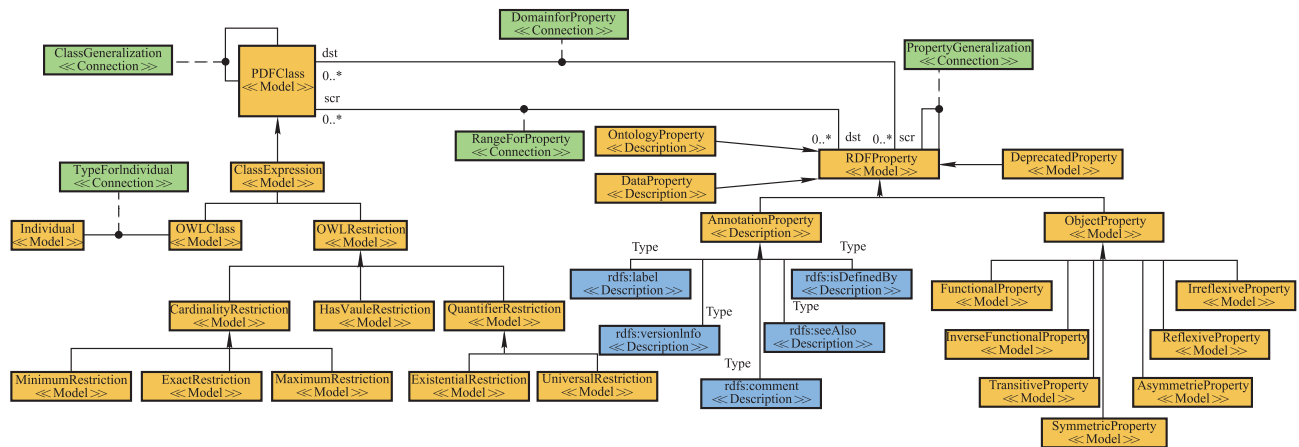 DomainforProperty
≪Connection≫
ClassGeneralization
≪Connection≫
PropertyGeneralization
≪Connection≫
PDFClass
≪Model≫
dst
0..*
scr
0..*
RangeForProperty
≪Connection≫
0..*
dst
0..*
scr
OntologyProperty
≪Description≫
RDFProperty
≪Model≫
DeprecatedProperty
≪Model≫
DataProperty
≪Description≫
TypeForIndividual
≪Connection≫
ClassExpression
≪Model≫
Individual
≪Model≫
OWLClass
≪Model≫
OWLRestriction
≪Model≫
AnnotationProperty
≪Description≫
ObjectProperty
≪Model≫
Type
Type
rdfs:label
≪Description≫
rdfs:isDefinedBy
≪Description≫
Type
Type
rdfs:versionInfo
≪Description≫
rdfs:seeAlso
≪Description≫
Type
rdfs:comment
≪Description≫
CardinalityRestriction
≪Model≫
HasVauleRestriction
≪Model≫
QuantifierRestriction
≪Model≫
MinimumRestriction
≪Model≫
ExactRestriction
≪Model≫
MaximumRestriction
≪Model≫
ExistentialRestriction
≪Model≫
UniversalRestriction
≪Model≫
FunctionalProperty
≪Model≫
IrreflexiveProperty
≪Model≫
InverseFunctionalProperty
≪Model≫
ReflexiveProperty
≪Model≫
TransitiveProperty
≪Model≫
AsymmetrieProperty
≪Model≫
SymmetricProperty
≪Model≫